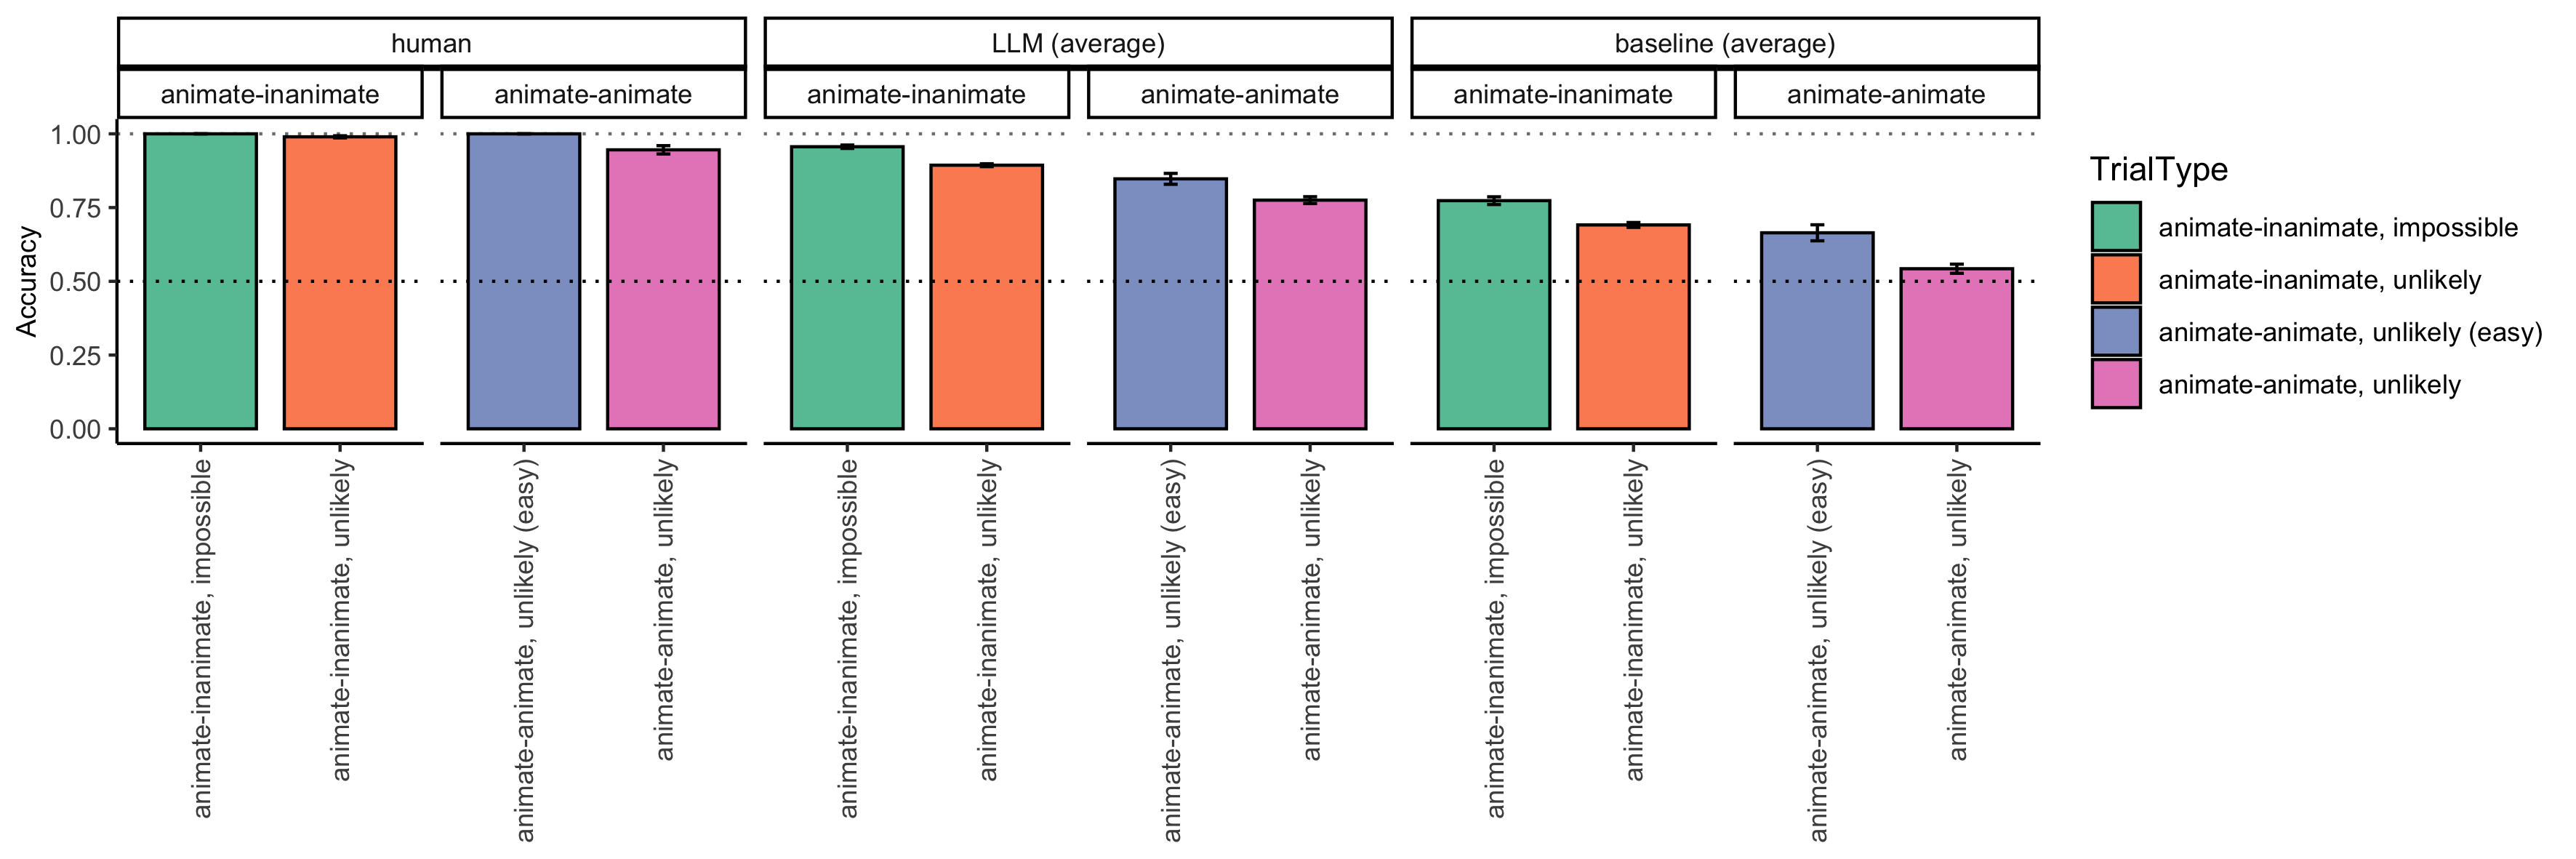 human
LLM (average)
baseline (average)
animate-inanimate
animate-animate
animate-inanimate
animate-animate
animate-inanimate
animate-animate
Accuracy
1.00
0.75
0.50
0.25
0.00
animate-inanimate, impossible
animate-inanimate, unlikely
animate-animate, unlikely (easy)
animate-animate, unlikely
animate-inanimate, impossible
animate-inanimate, unlikely
animate-animate, unlikely (easy)
animate-animate, unlikely
animate-inanimate, impossible
animate-inanimate, unlikely
animate-animate, unlikely (easy)
animate-animate, unlikely
TrialType
animate-inanimate, impossible
animate-inanimate, unlikely
animate-animate, unlikely (easy)
animate-animate, unlikely